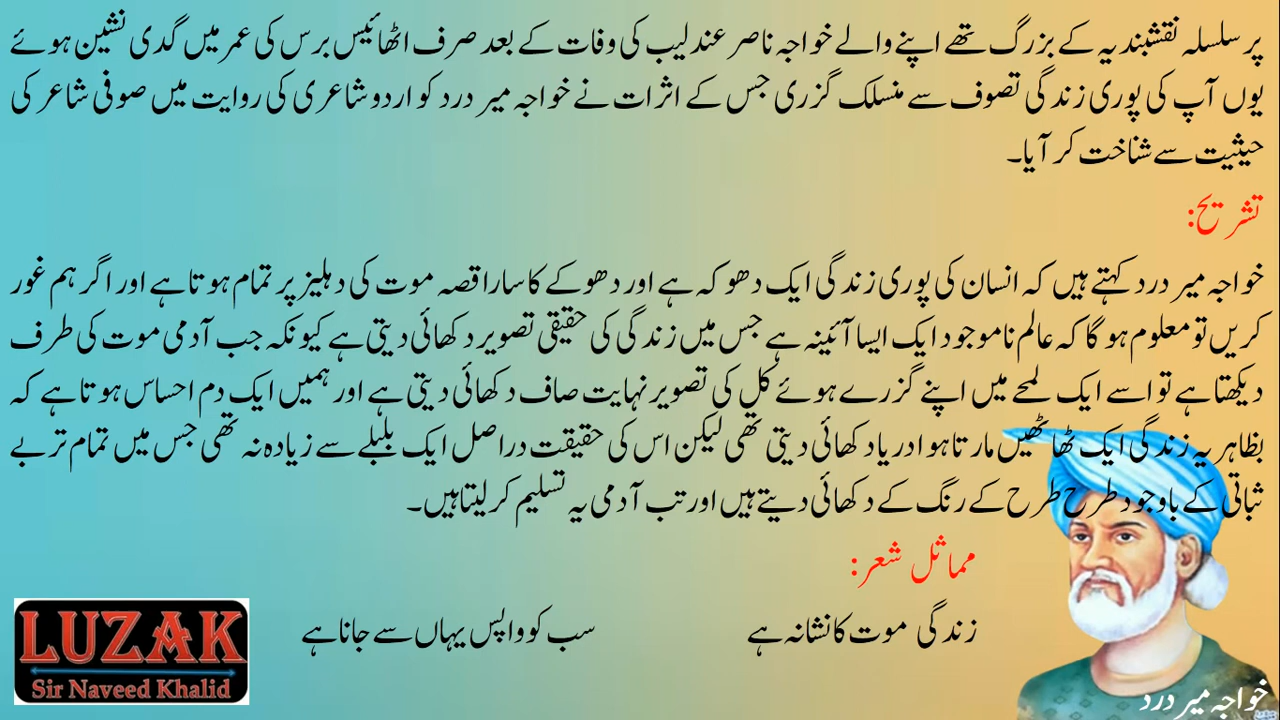 پر سلسلہ نقشبندیہ کے بزرگ تھے اپنے والے خواجہ ناصر عندلیب کی وفات کے بعد صرف اٹھائیس برس کی عمر میں گدی نشین ہوئے
یوں آپ کی پوری زندگی تصوف سے منسلک گزری جس کے اثرات نے خواجہ میر درد کو اردو شاعری کی روایت میں صوفی شاعر کی
حیثیت سے شناخت کر آیا۔
تشریح:
خواجہ میر درد کہتے ہیں کہ انسان کی پوری زندگی ایک دھوکہ ہے اور دھوکے کا سارا قصہ موت کی دہلیز پر تمام ہوتا ہے اور اگر ہم غور
کریں تو معلوم ہو گا کہ عالم ناموجود ایک ایسا آئینہ ہے جس میں زندگی کی حقیقی تصویر دکھائی دیتی ہے کیونکہ جب آدمی موت کی طرف
دیکھتا ہے تو اسے ایک لمحے میں اپنے گزرے ہوئے کل کی تصویر نہایت صاف دکھائی دیتی ہے اور ہمیں ایک دم احساس ہوتا ہے کہ
بظاہر یہ زندگی ایک ٹھاٹھیں مارتا ہوا دریا دکھائی دیتی تھی لیکن اس کی حقیقت دراصل ایک بلبلے سے زیادہ نہ تھی جس میں تمام تر بے
ثباتی کے باوجود طرح طرح کے رنگ کے دکھائی دیتے ہیں اور تب آدمی یہ تسلیم کر لیتا ہیں۔
مماثل شعر:
زندگی موت کا نشانہ ہے سب کو واپس یہاں سے جانا ہے
LUZAK
Sir Naveed Khalid
خواجہ میر درد